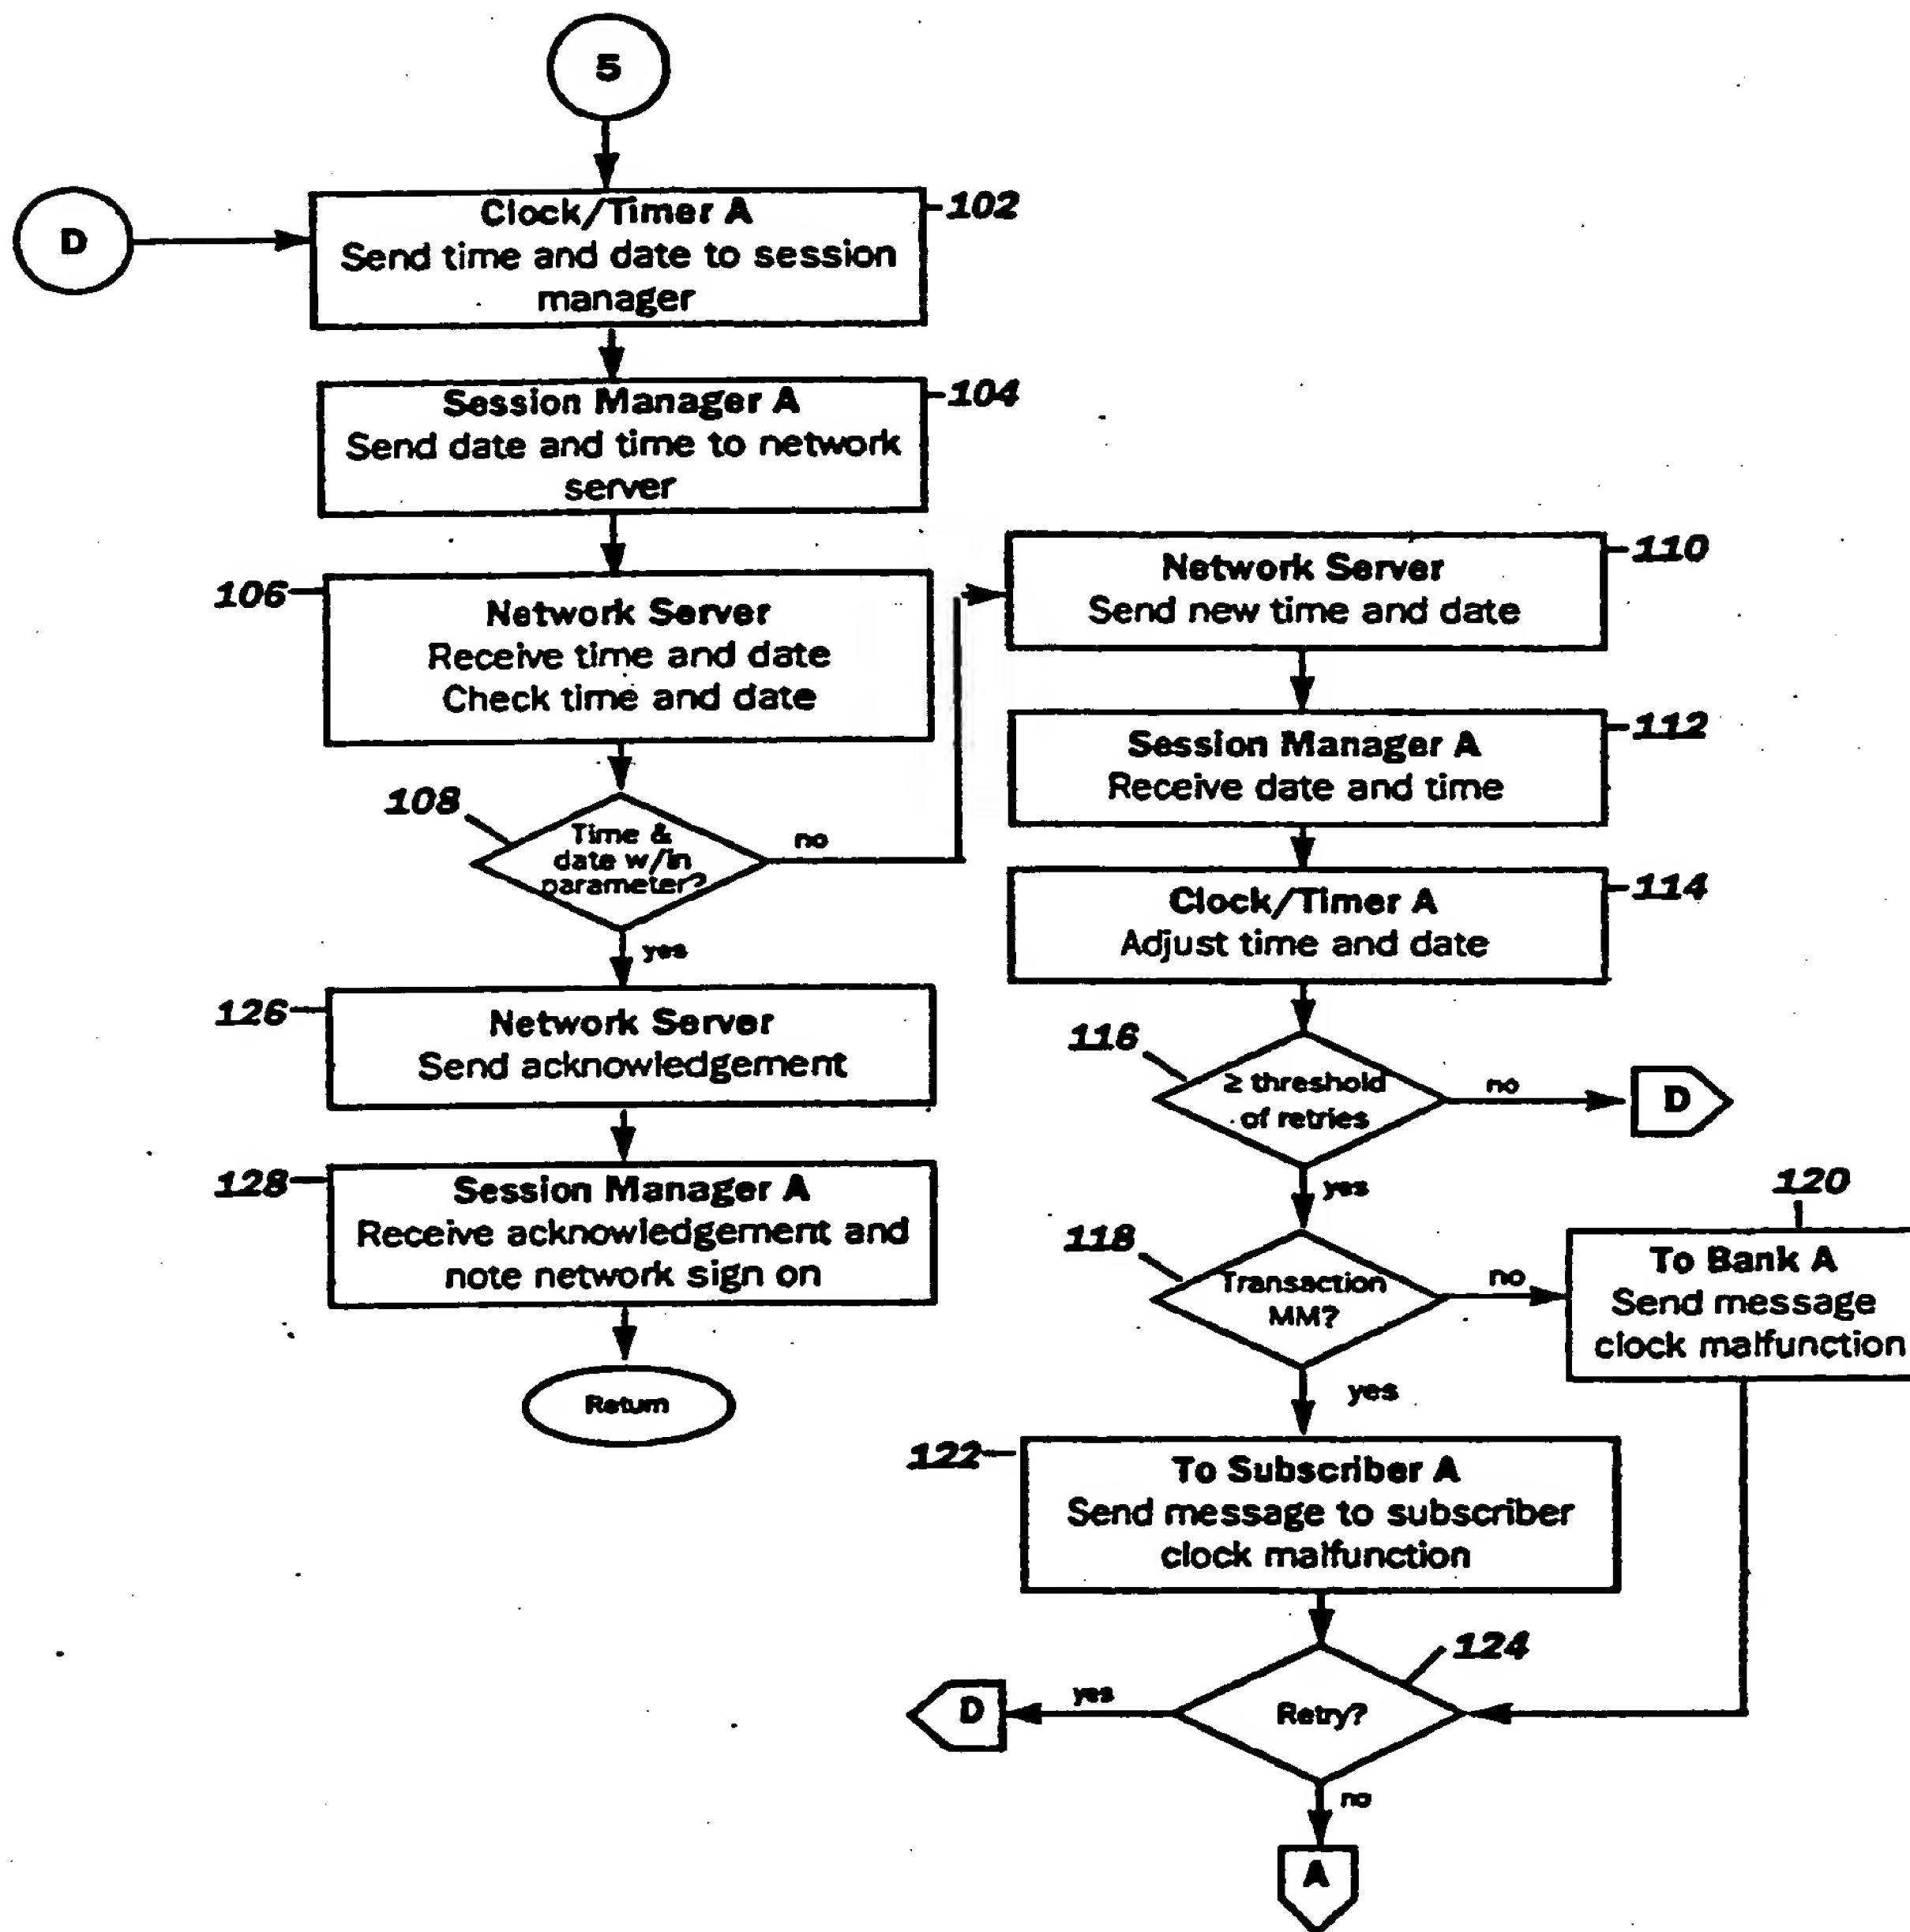 5
D
Clock/Timer A
Send time and date to session
manager
102
Session Manager A
Send date and time to network
server
104
106
Network Server
Receive time and date
Check time and date
108
Time &
date w/in
parameter?
no
yes
126
Network Server
Send acknowledgement
128
Session Manager A
Receive acknowledgement and
note network sign on
Return
Network Server
Send new time and date
110
Session Manager A
Receive date and time
112
Clock/Timer A
Adjust time and date
114
116
≥ threshold
of retries
no
D
yes
118
Transaction
MM?
no
120
To Bank A
Send message
clock malfunction
yes
122
To Subscriber A
Send message to subscriber
clock malfunction
124
Retry?
yes
D
no
A